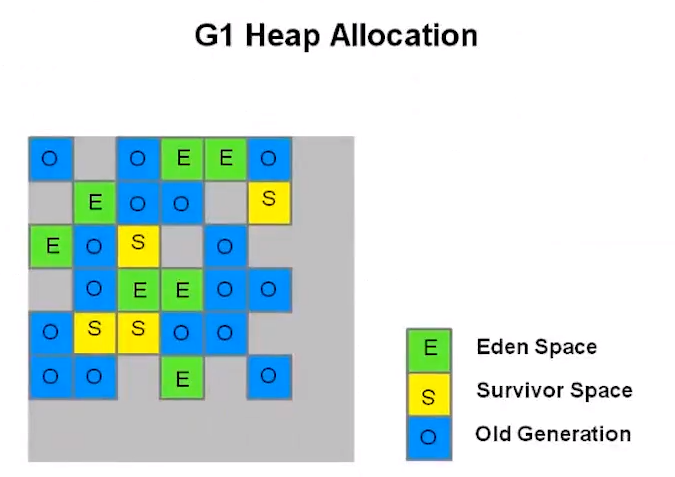 G1 Heap Allocation
O O E E O
E O O S
E O S O
O E E O O
O S S O O
O O E O
E Eden Space
S Survivor Space
O Old Generation